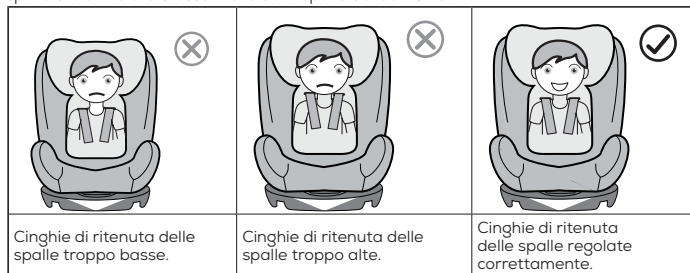 Cinghie di ritenuta delle
spalle troppo basse.
Cinghie di ritenuta delle
spalle troppo alte.
Cinghie di ritenuta
delle spalle regolate
correttamente.